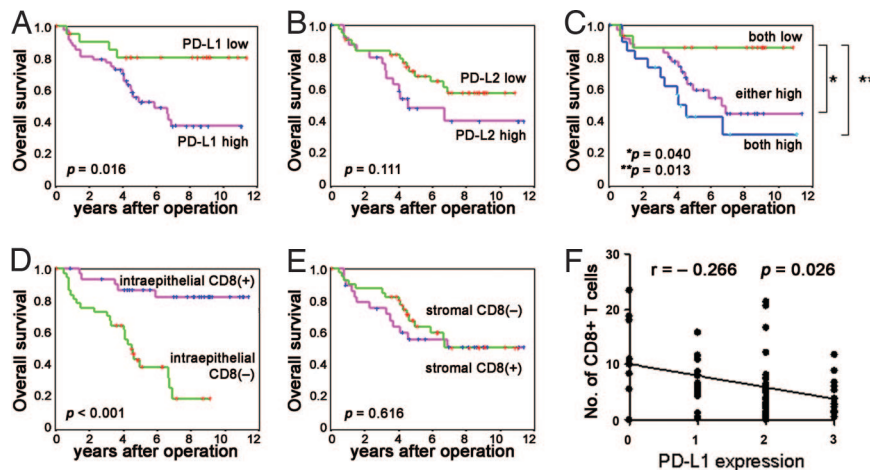 A
Overall survival
1.0
0.8
0.6
0.4
0.2
0
PD-L1 low
PD-L1 high
p = 0.016
0 2 4 6 8 10 12
years after operation
B
Overall survival
1.0
0.8
0.6
0.4
0.2
0
PD-L2 low
PD-L2 high
p = 0.111
0 2 4 6 8 10 12
years after operation
C
Overall survival
1.0
0.8
0.6
0.4
0.2
0
both low
either high
both high
*
**
*p = 0.040
**p = 0.013
0 2 4 6 8 10 12
years after operation
D
Overall survival
1.0
0.8
0.6
0.4
0.2
0
intraepithelial CD8(+)
intraepithelial
CD8(−)
p < 0.001
0 2 4 6 8 10 12
years after operation
E
Overall survival
1.0
0.8
0.6
0.4
0.2
0
stromal CD8(−)
stromal CD8(+)
p = 0.616
0 2 4 6 8 10 12
years after operation
F
No. of CD8+ T cells
30
20
10
0
r = − 0.266 p = 0.026
0 1 2 3
PD-L1 expression